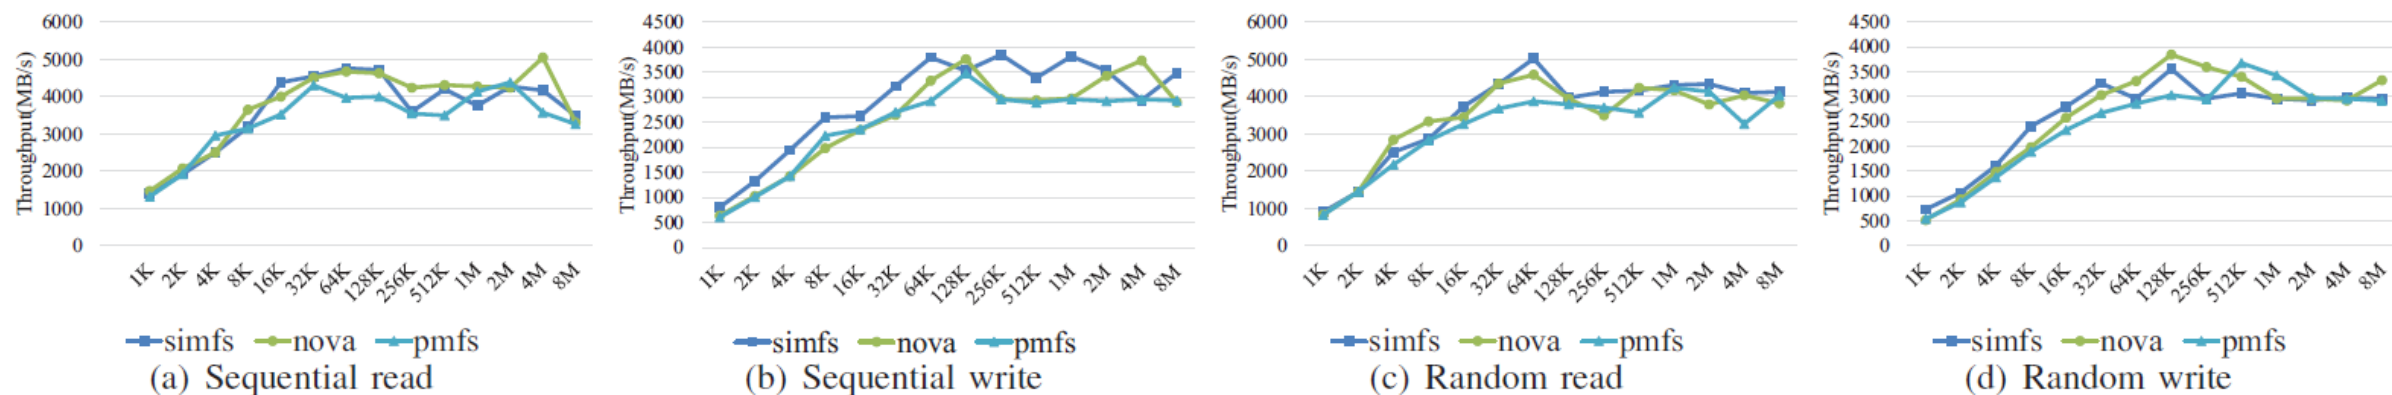 Throughput(MB/s)
6000
5000
4000
3000
2000
1000
0
1K 2K 4K 8K 16K 32K 64K 128K 256K 512K 1M 2M 4M 8M
simfs nova pmfs
(a) Sequential read
Throughput(MB/s)
4500
4000
3500
3000
2500
2000
1500
1000
500
0
1K 2K 4K 8K 16K 32K 64K 128K 256K 512K 1M 2M 4M 8M
simfs nova pmfs
(b) Sequential write
Throughput(MB/s)
6000
5000
4000
3000
2000
1000
0
1K 2K 4K 8K 16K 32K 64K 128K 256K 512K 1M 2M 4M 8M
simfs nova pmfs
(c) Random read
Throughput(MB/s)
4500
4000
3500
3000
2500
2000
1500
1000
500
0
1K 2K 4K 8K 16K 32K 64K 128K 256K 512K 1M 2M 4M 8M
simfs nova pmfs
(d) Random write